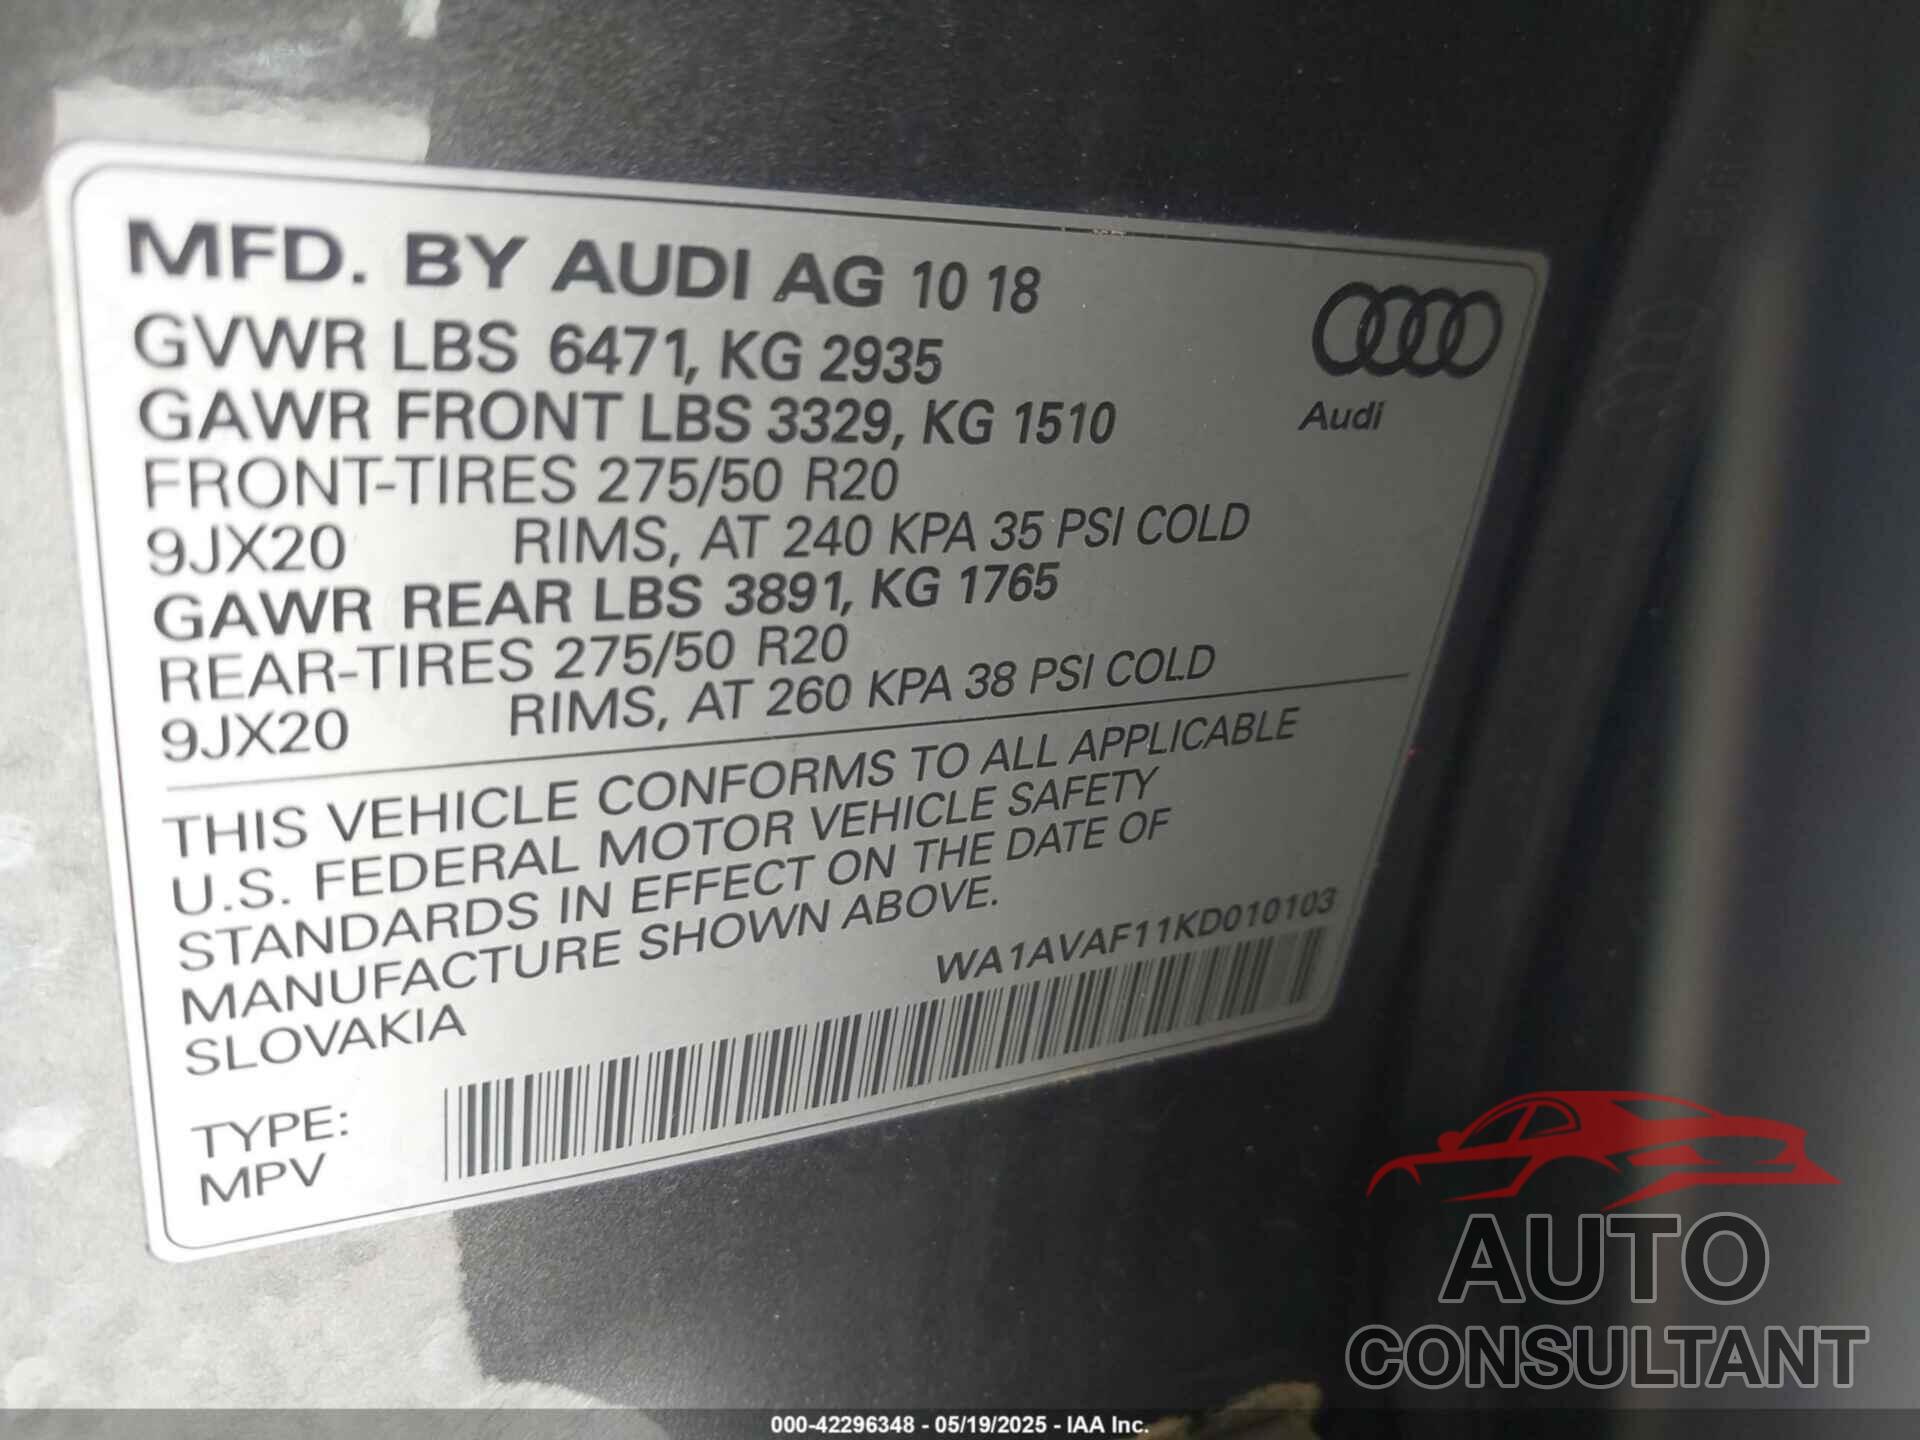 MFD. BY AUDI AG 10 18
GVWR LBS 6471, KG 2935
GAWR FRONT LBS 3329, KG 1510
FRONT-TIRES 275/50 R20
9JX20 RIMS, AT 240 KPA 35 PSI COLD
GAWR REAR LBS 3891, KG 1765
REAR-TIRES 275/50 R20
9JX20 RIMS, AT 260 KPA 38 PSI COLD
Audi
THIS VEHICLE CONFORMS TO ALL APPLICABLE
U.S. FEDERAL MOTOR VEHICLE SAFETY
STANDARDS IN EFFECT ON THE DATE OF
MANUFACTURE SHOWN ABOVE.
SLOVAKIA
WA1AVAF11KD010103
TYPE:
MPV
AUTO
CONSULTANT
000-42296348 - 05/19/2025 - IAA Inc.